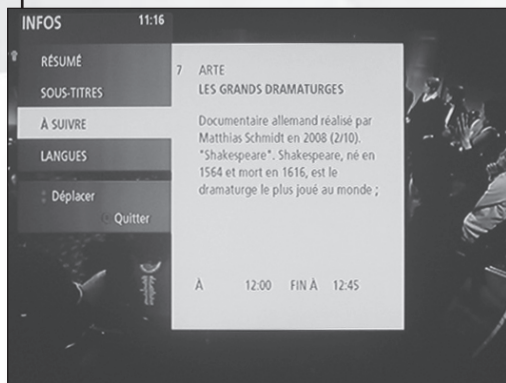 INFOS 11:16
RÉSUMÉ
SOUS-TITRES
À SUIVRE
LANGUES
Déplacer
Quitter
7 ARTE
LES GRANDS DRAMATURGES
Documentaire allemand réalisé par
Matthias Schmidt en 2008 (2/10).
"Shakespeare". Shakespeare, né en
1564 et mort en 1616, est le
dramaturge le plus joué au monde ;
À 12:00 FIN À 12:45